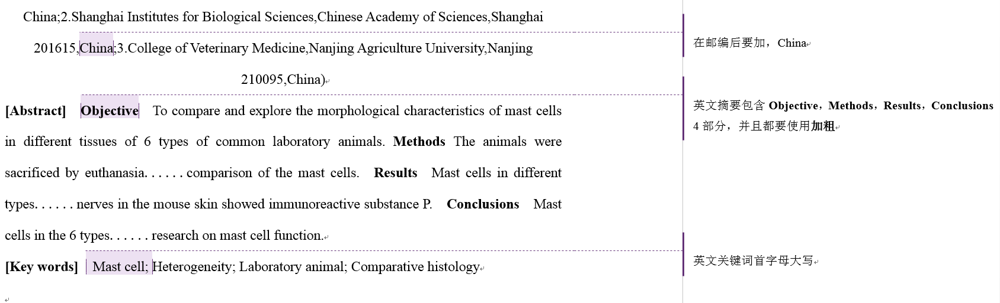 China;2.Shanghai Institutes for Biological Sciences,Chinese Academy of Sciences,Shanghai
201615,China;3.College of Veterinary Medicine,Nanjing Agriculture University,Nanjing
210095,China)
[Abstract] Objective To compare and explore the morphological characteristics of mast cells
in different tissues of 6 types of common laboratory animals. Methods The animals were
sacrificed by euthanasia. . . . . . comparison of the mast cells. Results Mast cells in different
types. . . . . . nerves in the mouse skin showed immunoreactive substance P. Conclusions Mast
cells in the 6 types. . . . . . research on mast cell function.
[Key words] Mast cell; Heterogeneity; Laboratory animal; Comparative histology
在邮编后要加，China
英文摘要包含 Objective，Methods，Results，Conclusions
4 部分，并且都要使用加粗
英文关键词首字母大写